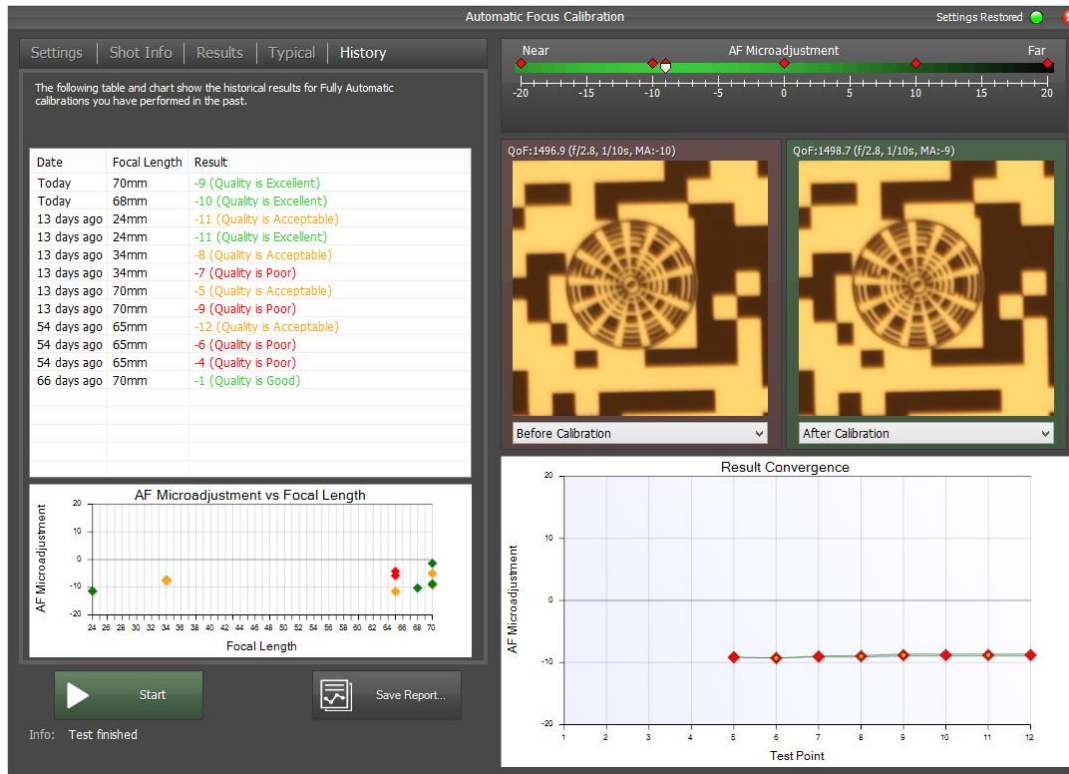 Automatic Focus Calibration
Settings Restored
Settings | Shot Info | Results | Typical | History
The following table and chart show the historical results for Fully Automatic
calibrations you have performed in the past.
Date Focal Length Result
Today 70mm -9 (Quality is Excellent)
Today 68mm -10 (Quality is Excellent)
13 days ago 24mm -11 (Quality is Acceptable)
13 days ago 24mm -11 (Quality is Excellent)
13 days ago 34mm -8 (Quality is Acceptable)
13 days ago 34mm -7 (Quality is Poor)
13 days ago 70mm -5 (Quality is Acceptable)
13 days ago 70mm -9 (Quality is Poor)
54 days ago 65mm -12 (Quality is Acceptable)
54 days ago 65mm -6 (Quality is Poor)
54 days ago 65mm -4 (Quality is Poor)
66 days ago 70mm -1 (Quality is Good)
AF Microadjustment vs Focal Length
AF Microadjustment
20
10
0
-10
-20
24 26 28 30 32 34 36 38 40 42 44 46 48 50 52 54 56 58 60 62 64 66 68 70
Focal Length
Start
Save Report...
Info: Test finished
Near AF Microadjustment Far
-20 -15 -10 -5 0 5 10 15 20
QoF:1496.9 (f/2.8, 1/10s, MA:-10)
Before Calibration
QoF:1498.7 (f/2.8, 1/10s, MA:-9)
After Calibration
Result Convergence
AF Microadjustment
20
10
0
-10
-20
1 2 3 4 5 6 7 8 9 10 11 12
Test Point